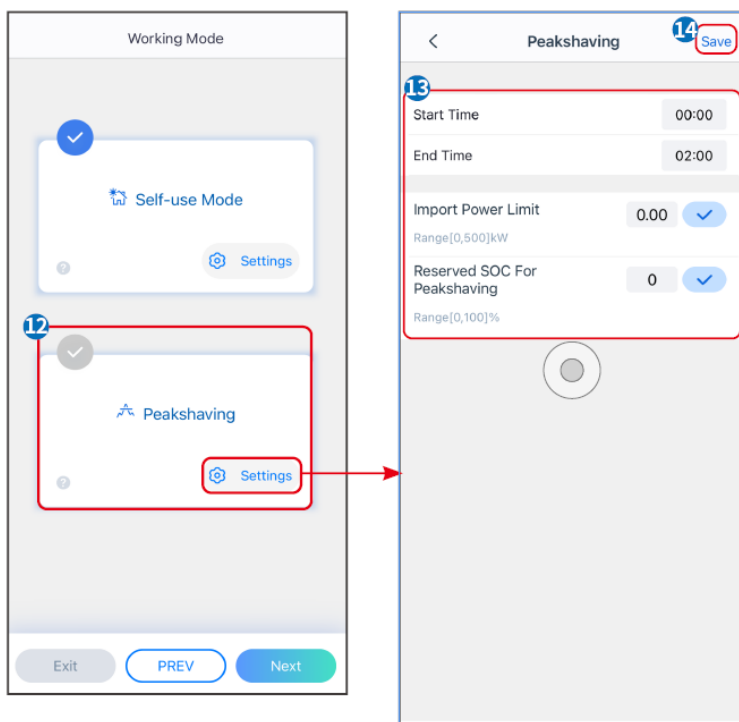 Working Mode
Self-use Mode
?
Settings
12
Peakshaving
?
Settings
Exit
PREV
Next
Peakshaving
14
Save
13
Start Time
00:00
End Time
02:00
Import Power Limit
0.00
Range[0,500]kW
Reserved SOC For
Peakshaving
0
Range[0,100]%